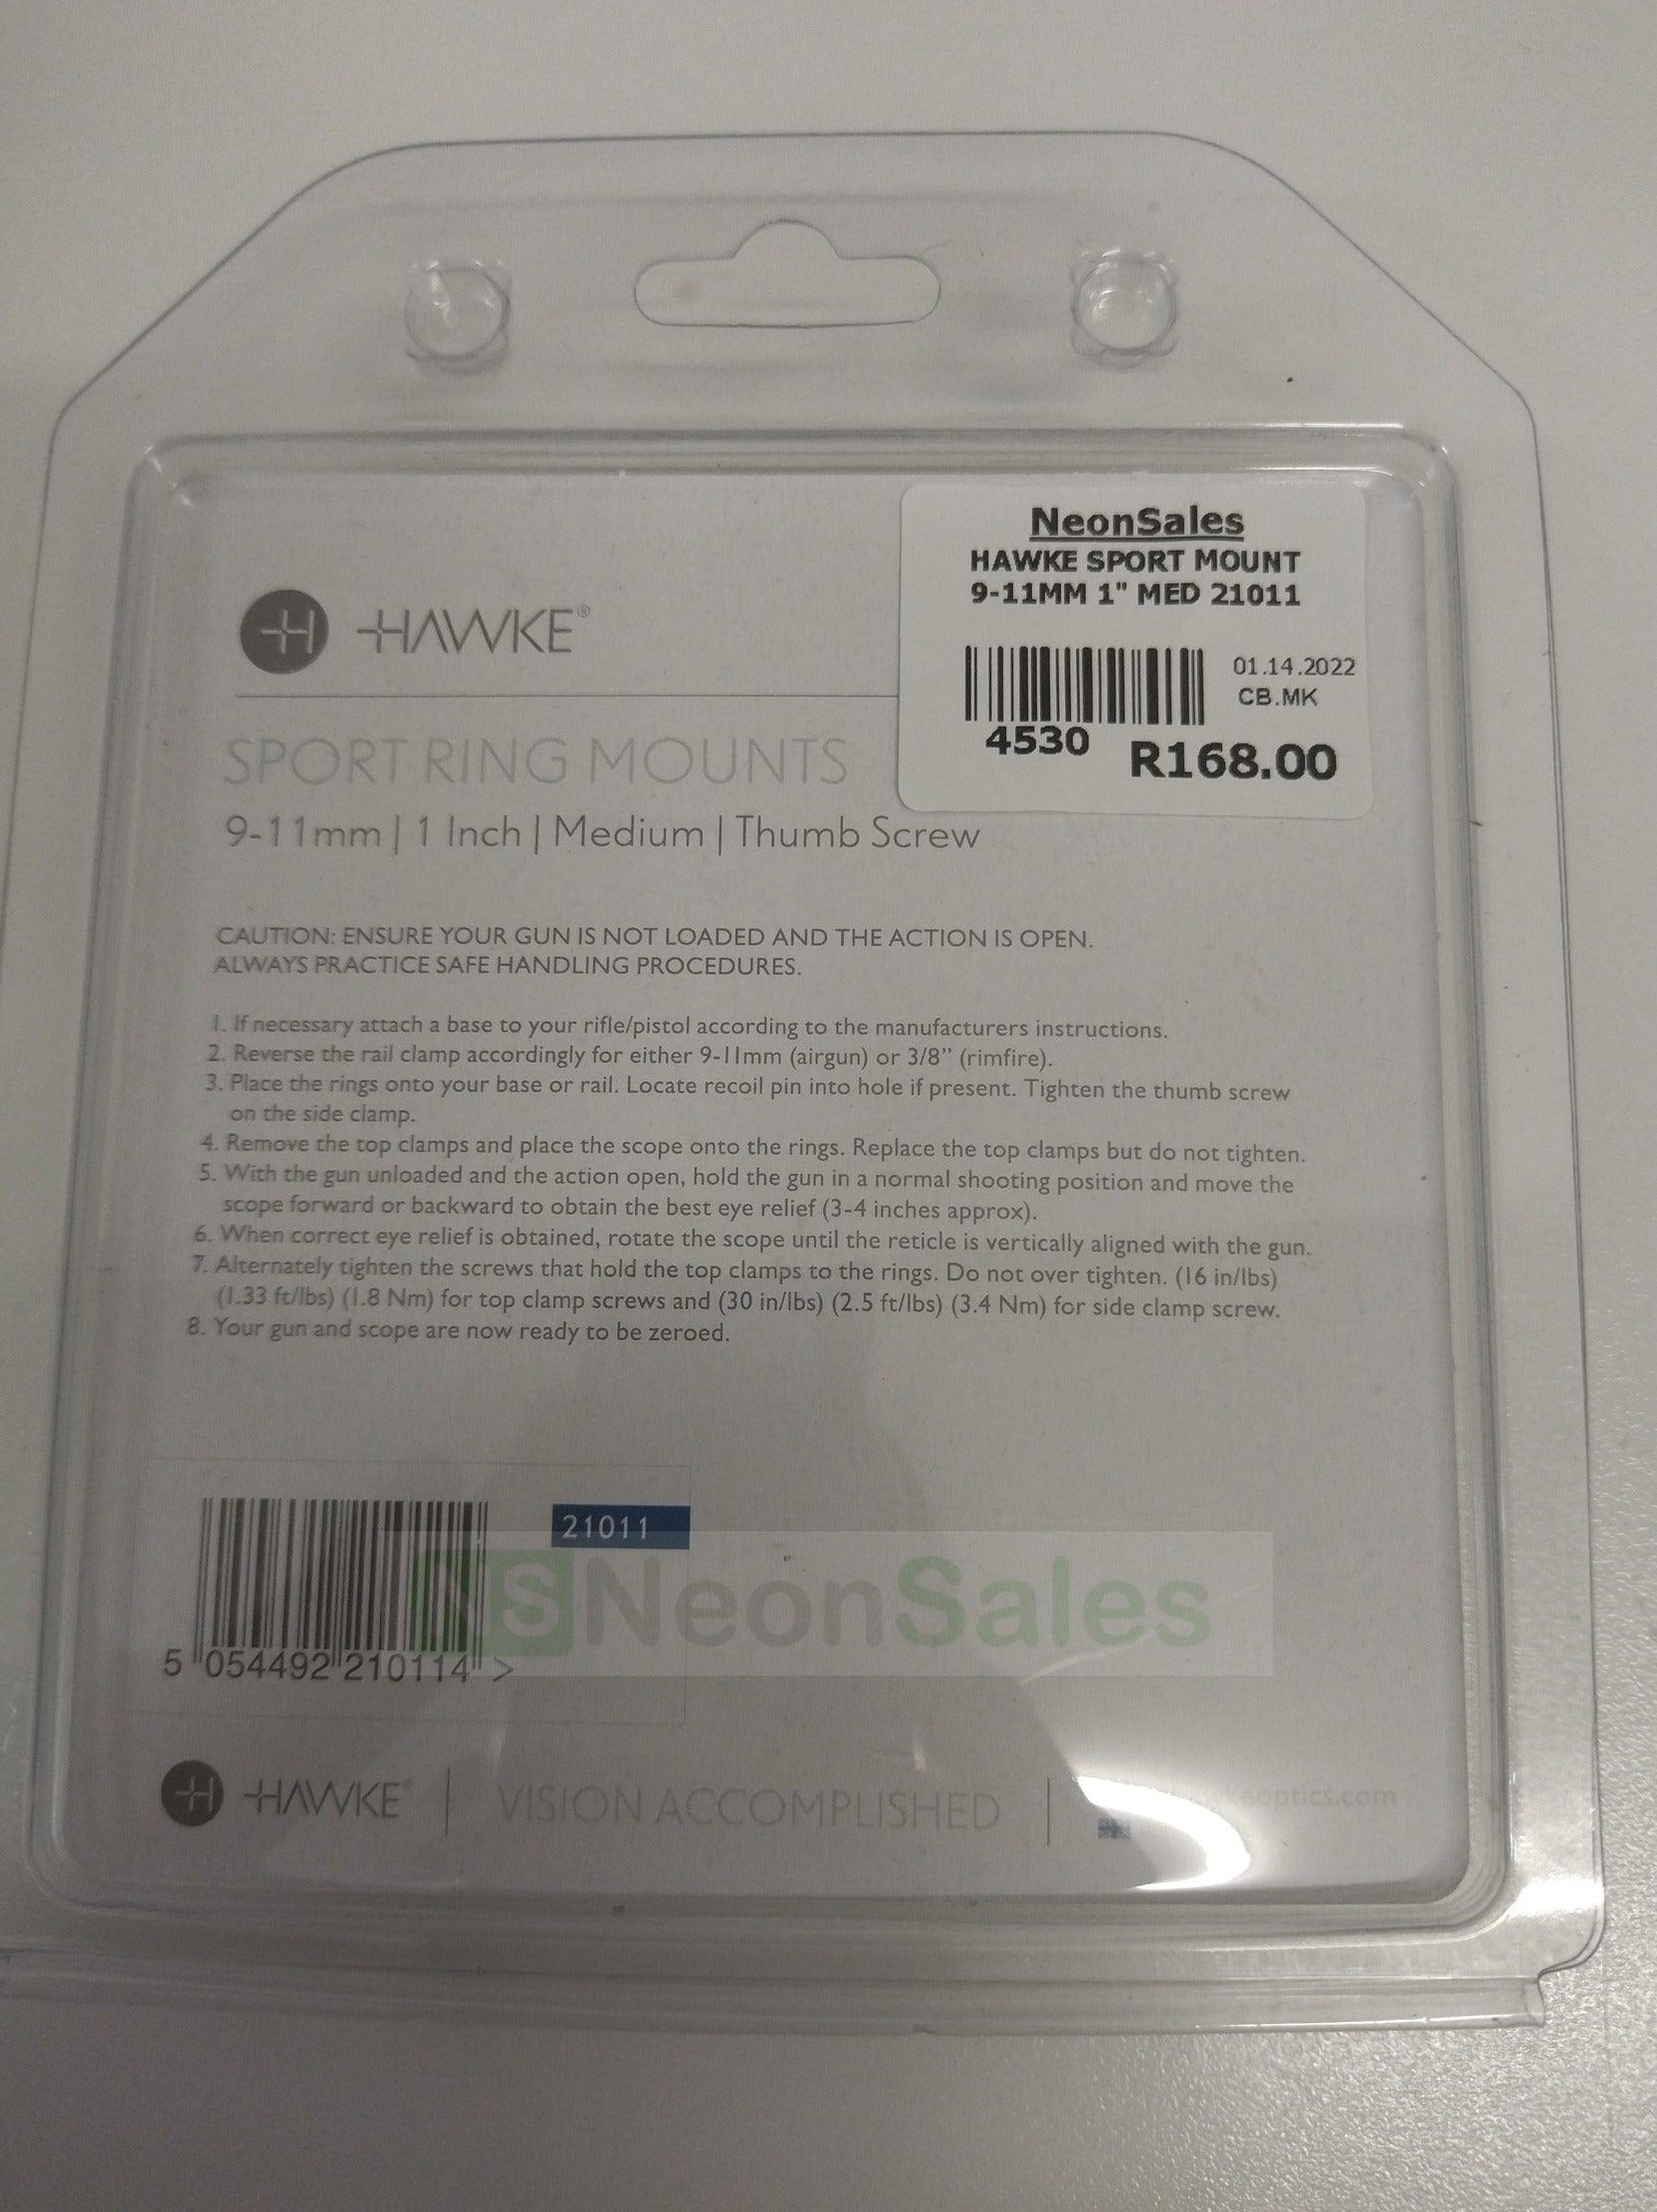 NeonSales
HAWKE SPORT MOUNT
9-11MM 1" MED 21011
01.14.2022
CB.MK
4530
R168.00
H HAWKE®
SPORT RING MOUNTS
9-11mm | 1 Inch | Medium | Thumb Screw
CAUTION: ENSURE YOUR GUN IS NOT LOADED AND THE ACTION IS OPEN.
ALWAYS PRACTICE SAFE HANDLING PROCEDURES.
1. If necessary attach a base to your rifle/pistol according to the manufacturers instructions.
2. Reverse the rail clamp accordingly for either 9-11mm (airgun) or 3/8” (rimfire).
3. Place the rings onto your base or rail. Locate recoil pin into hole if present. Tighten the thumb screw
on the side clamp.
4. Remove the top clamps and place the scope onto the rings. Replace the top clamps but do not tighten.
5. With the gun unloaded and the action open, hold the gun in a normal shooting position and move the
scope forward or backward to obtain the best eye relief (3-4 inches approx).
6. When correct eye relief is obtained, rotate the scope until the reticle is vertically aligned with the gun.
7. Alternately tighten the screws that hold the top clamps to the rings. Do not over tighten. (16 in/lbs)
(1.33 ft/lbs) (1.8 Nm) for top clamp screws and (30 in/lbs) (2.5 ft/lbs) (3.4 Nm) for side clamp screw.
8. Your gun and scope are now ready to be zeroed.
21011
NS NeonSales
5 054492 210114 >
H HAWKE® | VISION ACCOMPLISHED |